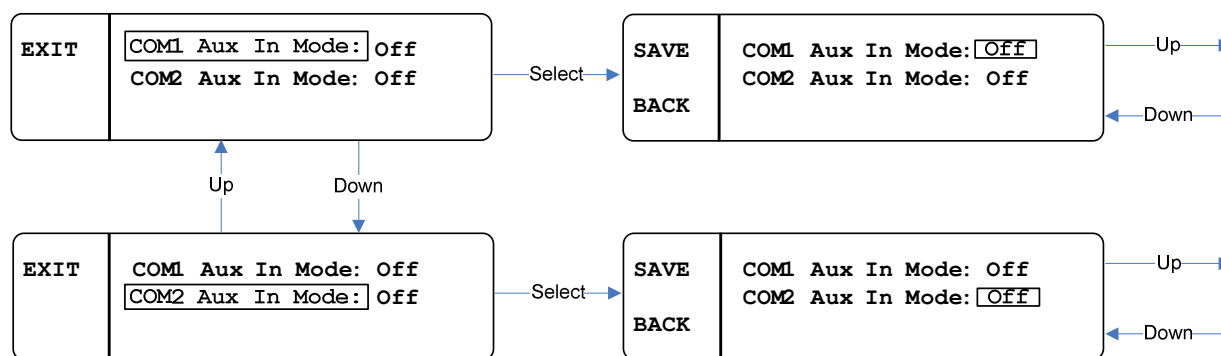 EXIT
COM1 Aux In Mode: Off
COM2 Aux In Mode: Off
Select
SAVE
BACK
COM1 Aux In Mode: Off
COM2 Aux In Mode: Off
Up
Down
Up
Down
EXIT
COM1 Aux In Mode: Off
COM2 Aux In Mode: Off
Select
SAVE
BACK
COM1 Aux In Mode: Off
COM2 Aux In Mode: Off
Up
Down